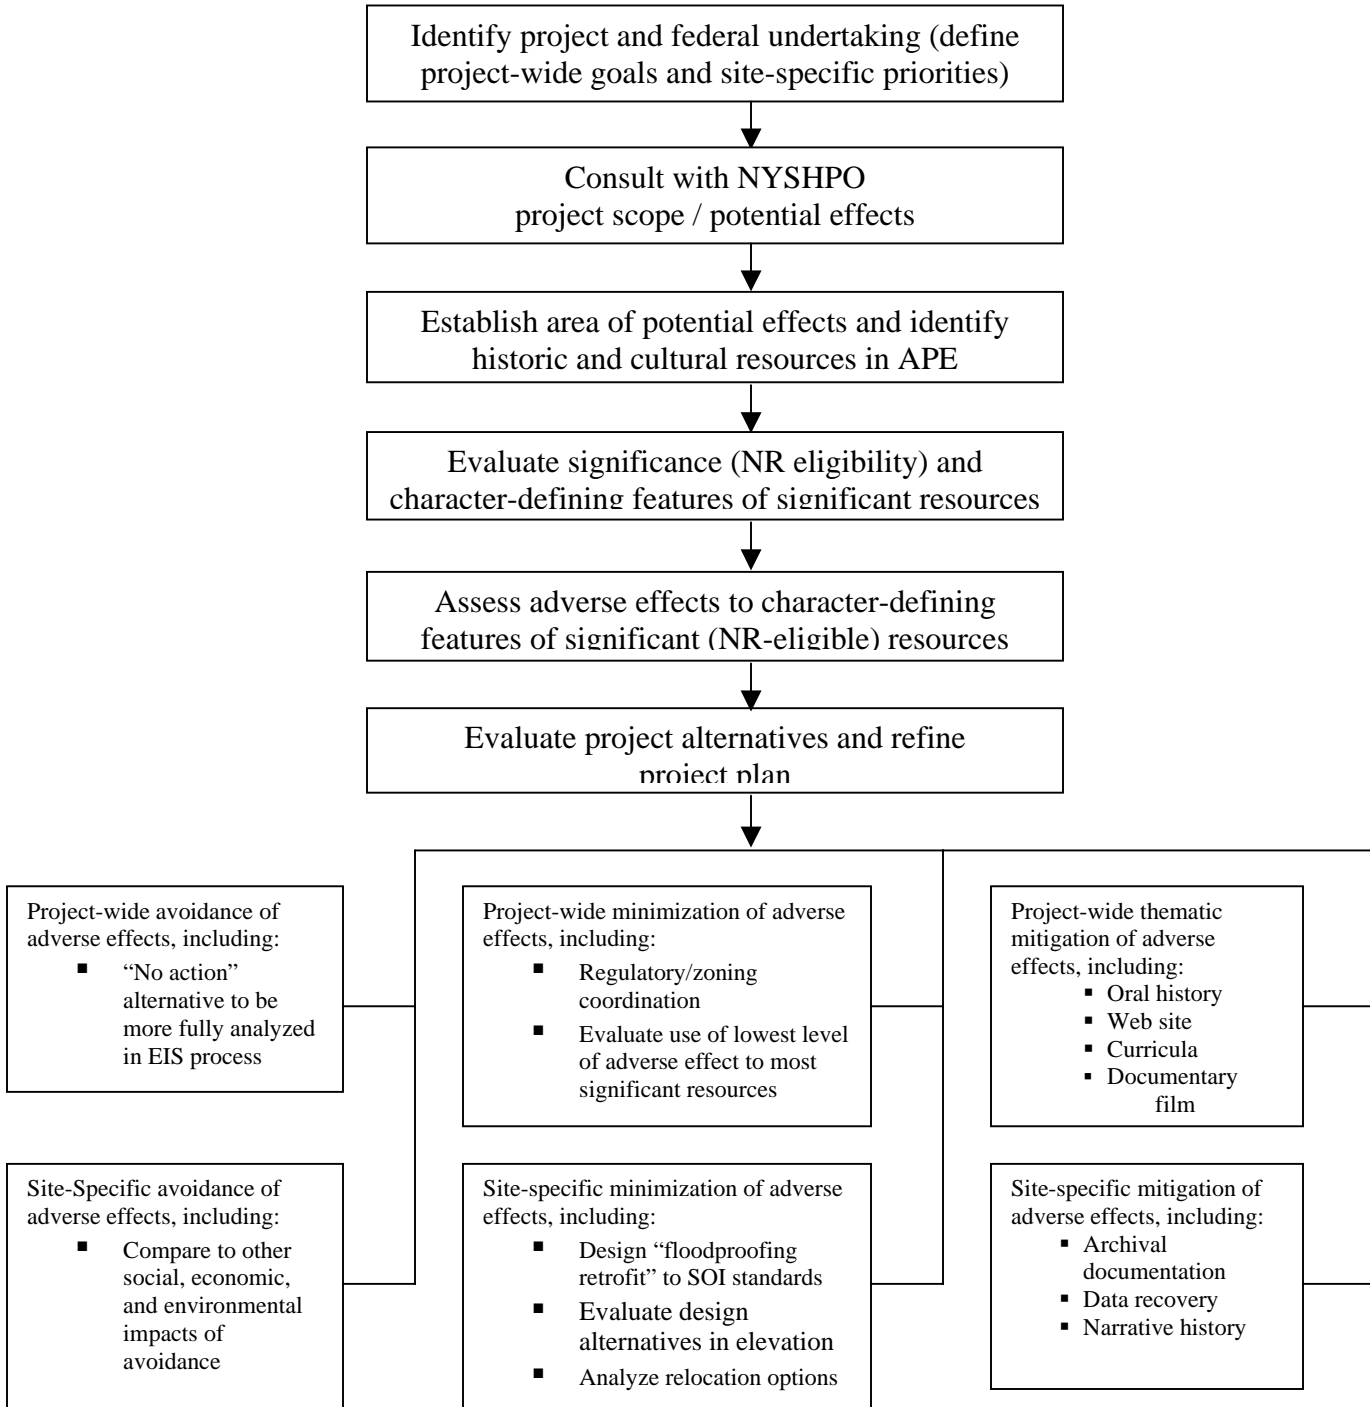 Identify project and federal undertaking (define
project-wide goals and site-specific priorities)
Consult with NYSHPO
project scope / potential effects
Establish area of potential effects and identify
historic and cultural resources in APE
Evaluate significance (NR eligibility) and
character-defining features of significant resources
Assess adverse effects to character-defining
features of significant (NR-eligible) resources
Evaluate project alternatives and refine
project plan
Project-wide avoidance of
adverse effects, including:
▪ “No action”
alternative to be
more fully analyzed
in EIS process
Project-wide minimization of adverse
effects, including:
▪ Regulatory/zoning
coordination
▪ Evaluate use of lowest level
of adverse effect to most
significant resources
Project-wide thematic
mitigation of adverse
effects, including:
▪ Oral history
▪ Web site
▪ Curricula
▪ Documentary
film
Site-Specific avoidance of
adverse effects, including:
▪ Compare to other
social, economic,
and environmental
impacts of
avoidance
Site-specific minimization of adverse
effects, including:
▪ Design “floodproofing
retrofit” to SOI standards
▪ Evaluate design
alternatives in elevation
▪ Analyze relocation options
Site-specific mitigation of
adverse effects, including:
▪ Archival
documentation
▪ Data recovery
▪ Narrative history